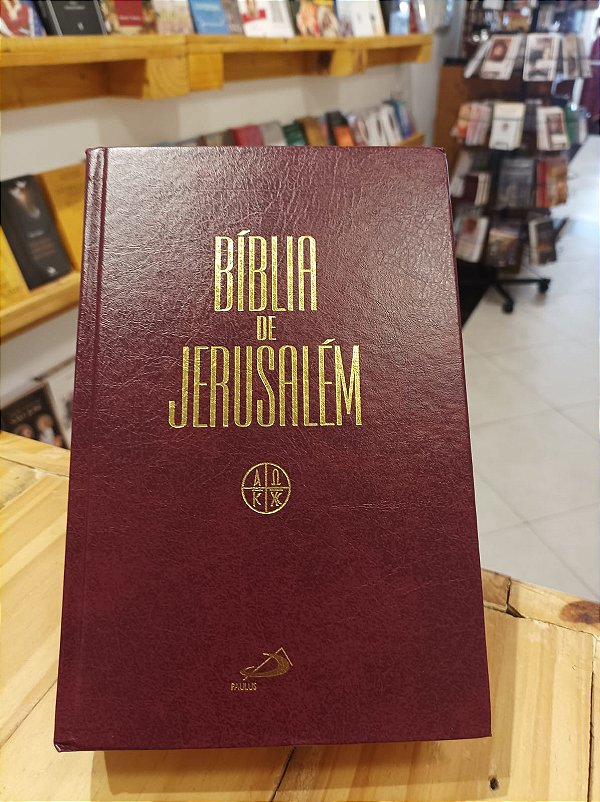 BÍBLIA
DE
JERUSALÉM
Α Ω
PAULUS